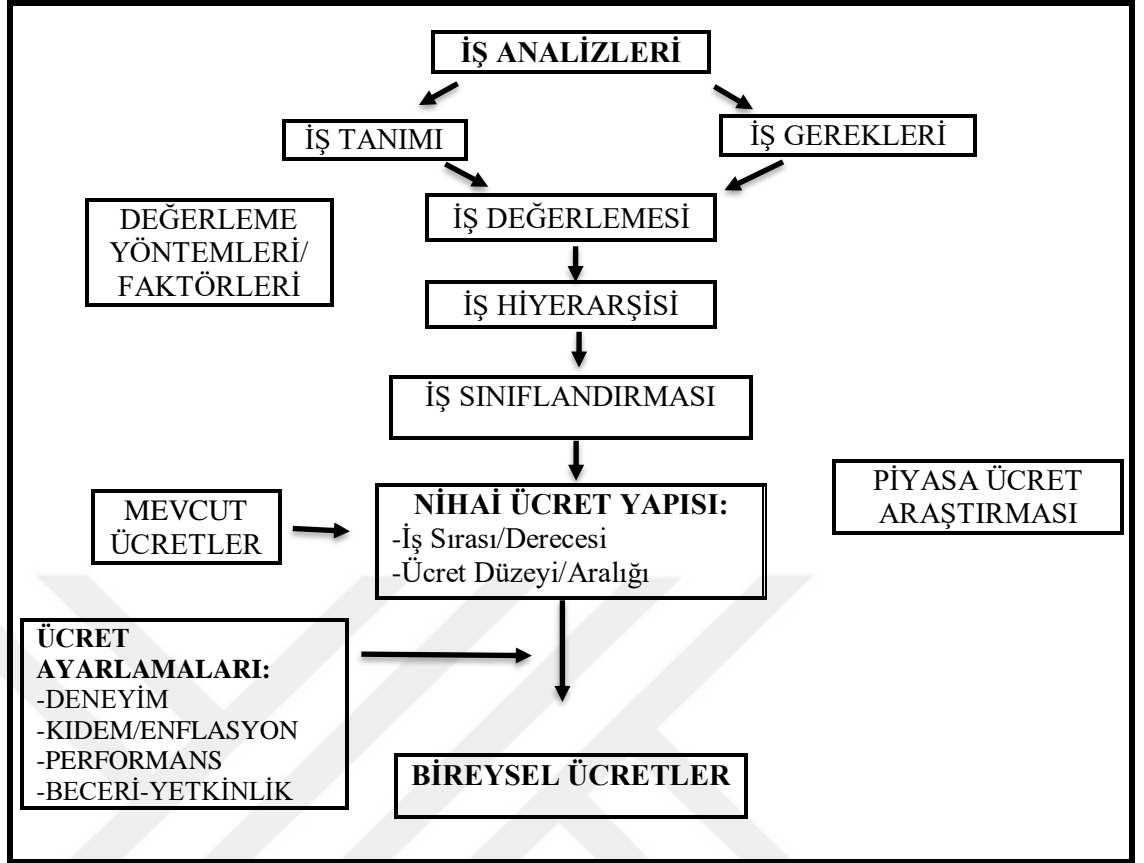 İŞ ANALİZLERİ
İŞ TANIMI
İŞ GEREKLERİ
DEĞERLEME
YÖNTEMLERİ/
FAKTÖRLERİ
İŞ DEĞERLEMESİ
İŞ HİYERARŞİSİ
İŞ SINIFLANDIRMASI
PİYASA ÜCRET
ARAŞTIRMASI
MEVCUT
ÜCRETLER
NİHAİ ÜCRET YAPISI:
-İş Sırası/Derecesi
-Ücret Düzeyi/Aralığı
ÜCRET
AYARLAMALARI:
-DENEYİM
-KIDEM/ENFLASYON
-PERFORMANS
-BECERİ-YETKİNLİK
BİREYSEL ÜCRETLER